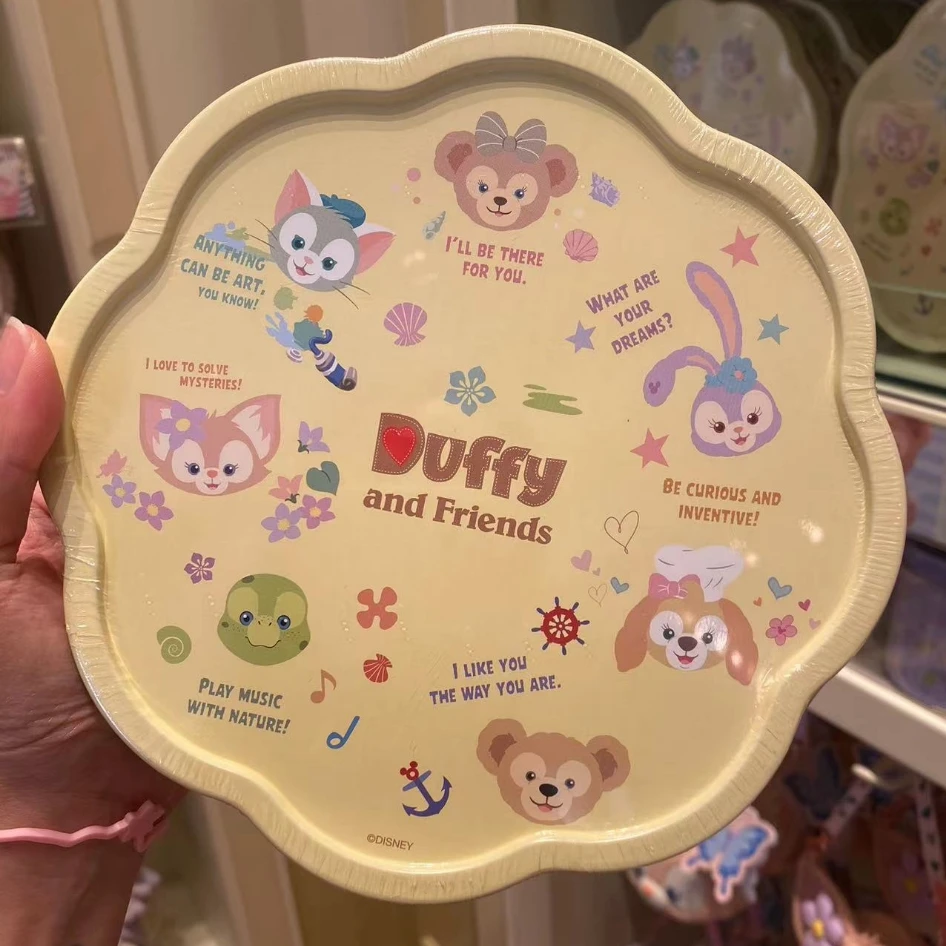 I'LL BE THERE
FOR YOU.
ANYTHING
CAN BE ART,
YOU KNOW!
WHAT ARE
YOUR
DREAMS?
I LOVE TO SOLVE
MYSTERIES!
Duffy
and Friends
BE CURIOUS AND
INVENTIVE!
PLAY MUSIC
WITH NATURE!
I LIKE YOU
THE WAY YOU ARE.
©DISNEY